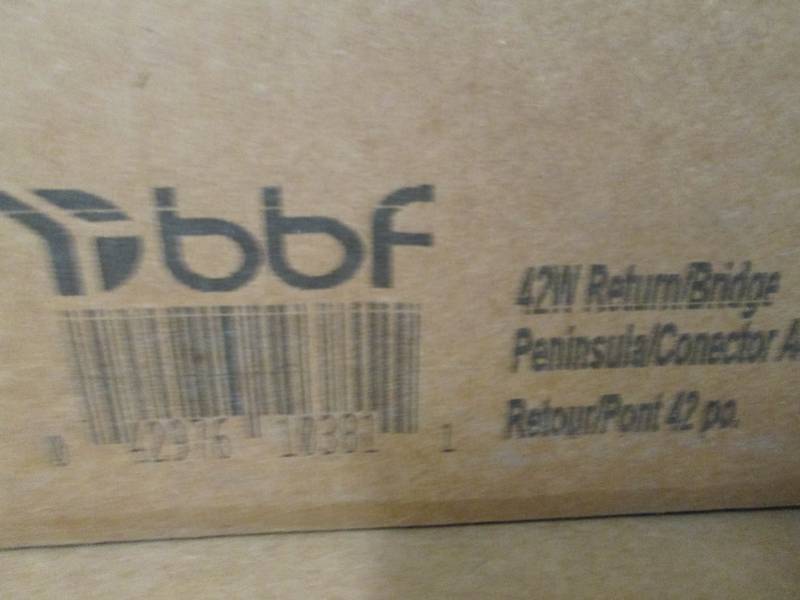 bbf
42W Return/Bridge
Peninsula/Conector
Retour/Pont 42 po.
0 42976 10381 1